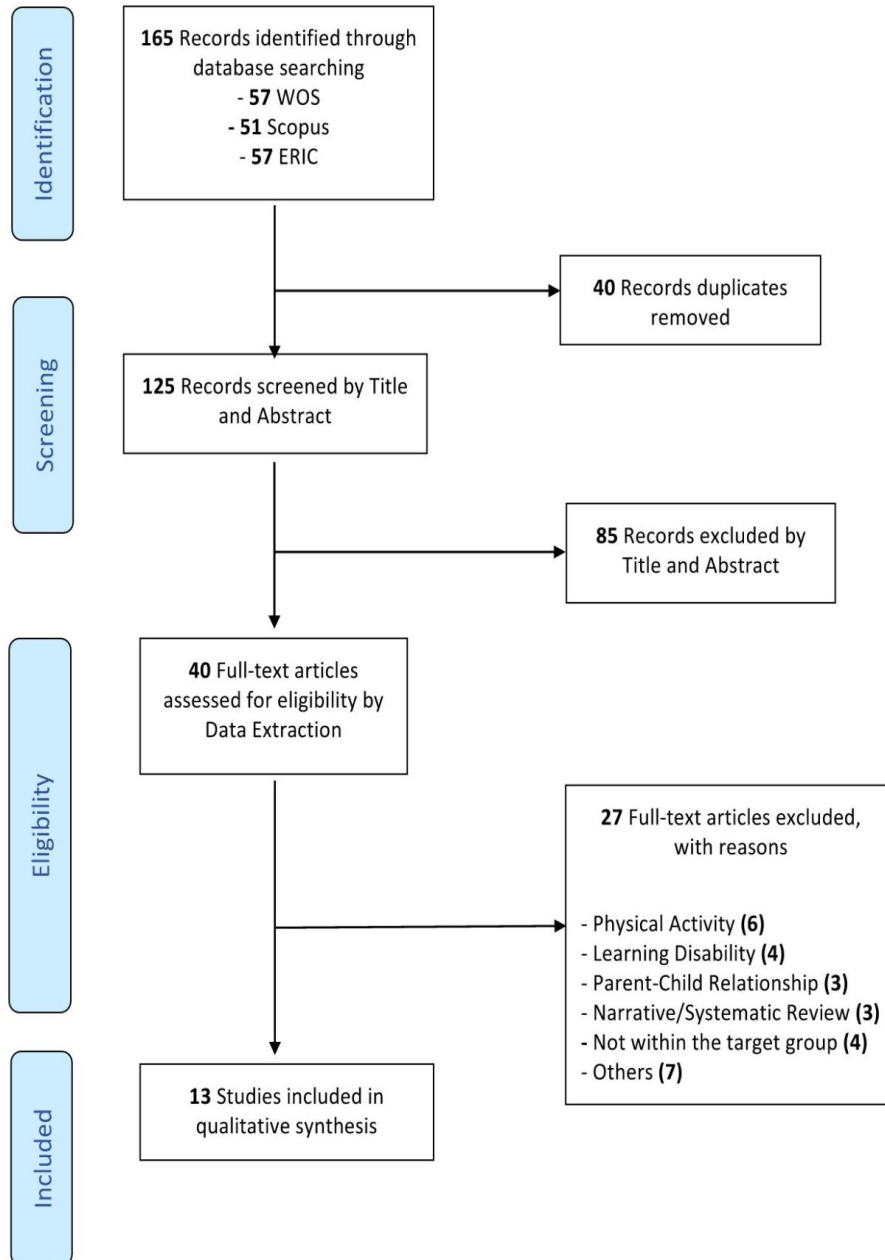 Identification
165 Records identified through
database searching
- 57 WOS
- 51 Scopus
- 57 ERIC
40 Records duplicates
removed
Screening
125 Records screened by Title
and Abstract
85 Records excluded by
Title and Abstract
Eligibility
40 Full-text articles
assessed for eligibility by
Data Extraction
27 Full-text articles excluded,
with reasons
- Physical Activity (6)
- Learning Disability (4)
- Parent-Child Relationship (3)
- Narrative/Systematic Review (3)
- Not within the target group (4)
- Others (7)
Included
13 Studies included in
qualitative synthesis